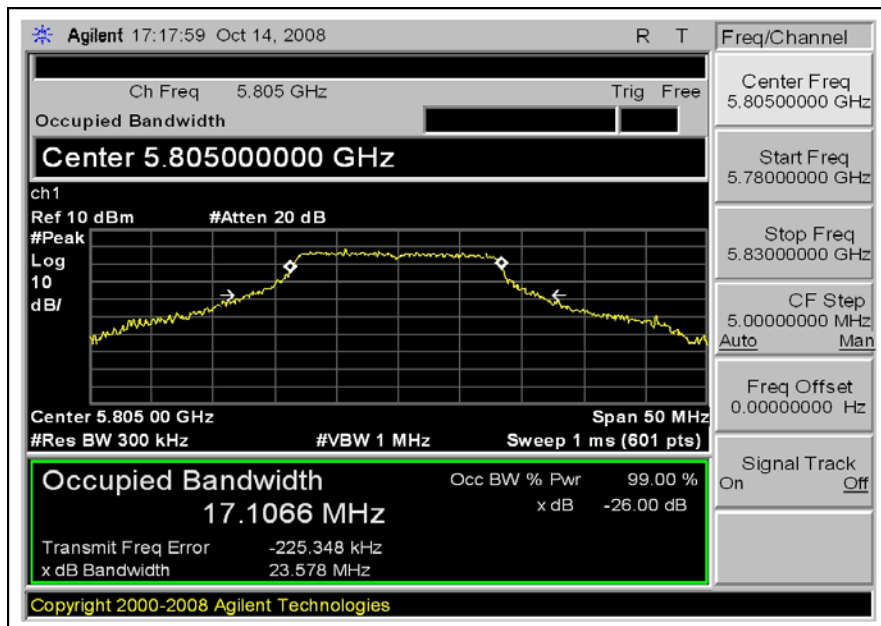 Agilent 17:17:59 Oct 14, 2008 R T
Ch Freq 5.805 GHz Trig Free
Occupied Bandwidth
Center 5.805000000 GHz
ch1
Ref 10 dBm #Atten 20 dB
#Peak
Log
10
dB/
Center 5.805 00 GHz Span 50 MHz
#Res BW 300 kHz #VBW 1 MHz Sweep 1 ms (601 pts)
Occupied Bandwidth
17.1066 MHz
Occ BW % Pwr 99.00 %
x dB -26.00 dB
Transmit Freq Error -225.348 kHz
x dB Bandwidth 23.578 MHz
Copyright 2000-2008 Agilent Technologies
Freq/Channel
Center Freq
5.80500000 GHz
Start Freq
5.78000000 GHz
Stop Freq
5.83000000 GHz
CF Step
5.00000000 MHz
Auto Man
Freq Offset
0.00000000 Hz
Signal Track
On Off